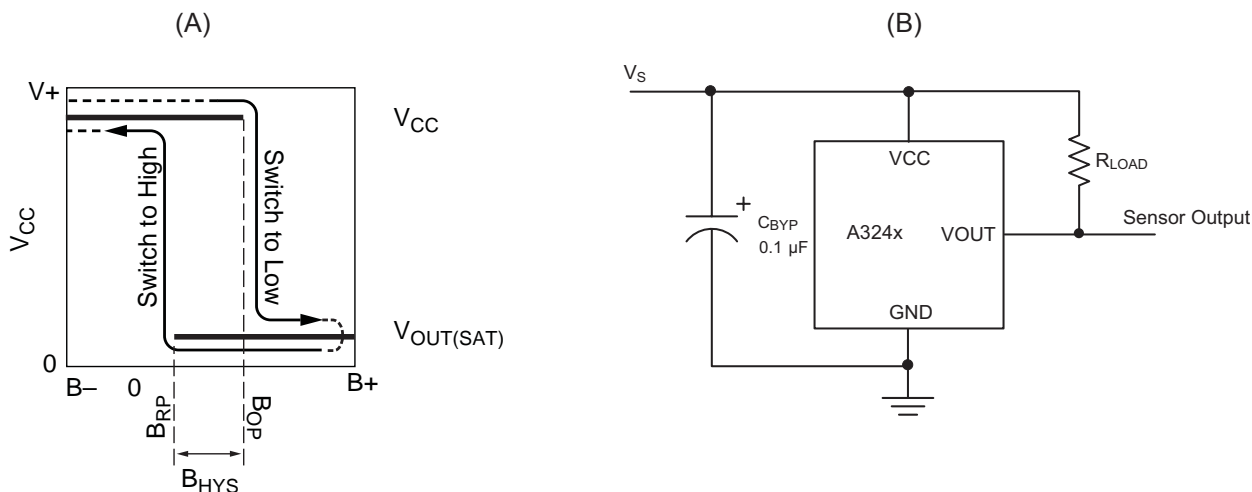 (A)
V+
VCC
Switch to High
Switch to Low
VCC
VOUT(SAT)
0
B–
0
B+
BRP
BOP
BHYS
(B)
VS
VCC
RLOAD
+
CBYP
0.1 µF
A324x
VOUT
Sensor Output
GND